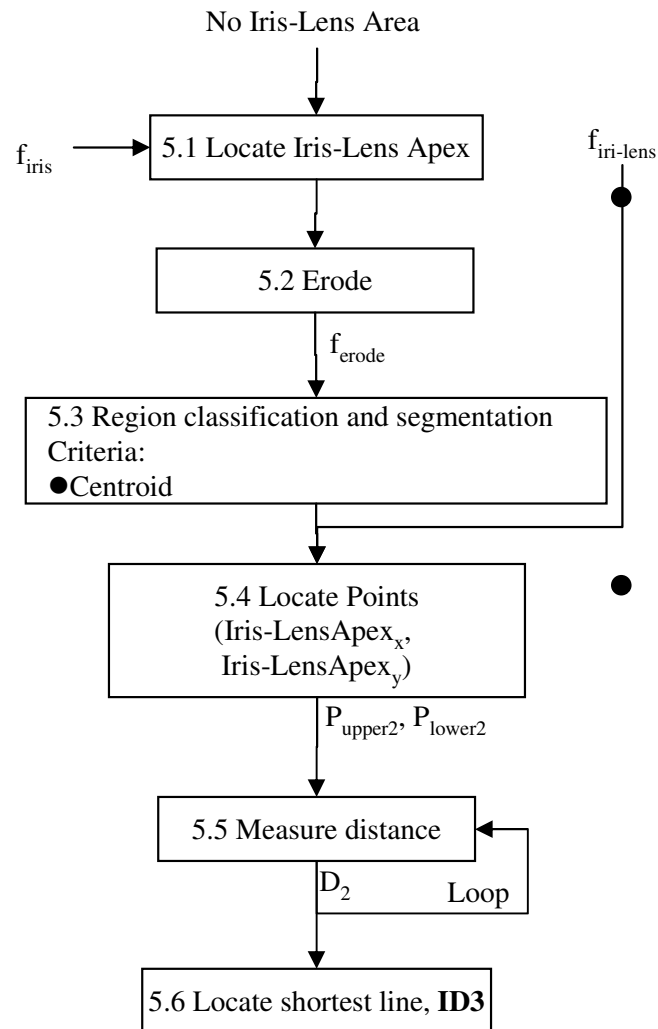 No Iris-Lens Area
f_iris
5.1 Locate Iris-Lens Apex
f_iri-lens
5.2 Erode
f_erode
5.3 Region classification and segmentation
Criteria:
●Centroid
5.4 Locate Points
(Iris-LensApex_x,
Iris-LensApex_y)
P_upper2, P_lower2
5.5 Measure distance
D_2
Loop
5.6 Locate shortest line, ID3